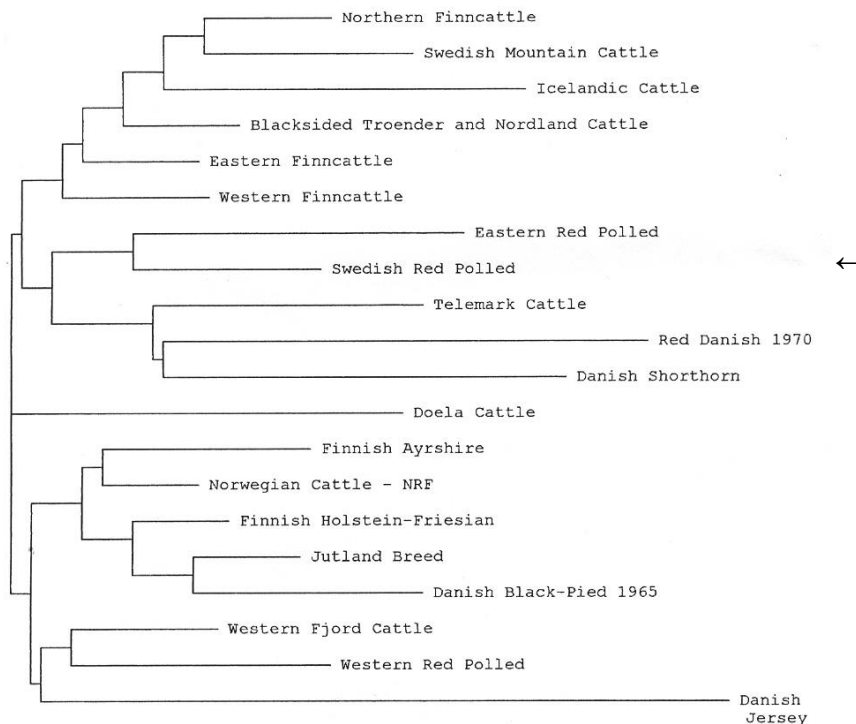 Northern Finncattle
Swedish Mountain Cattle
Icelandic Cattle
Blacksided Troender and Nordland Cattle
Eastern Finncattle
Western Finncattle
Eastern Red Polled
Swedish Red Polled
←
Telemark Cattle
Red Danish 1970
Danish Shorthorn
Doela Cattle
Finnish Ayrshire
Norwegian Cattle - NRF
Finnish Holstein-Friesian
Jutland Breed
Danish Black-Pied 1965
Western Fjord Cattle
Western Red Polled
Danish
Jersey